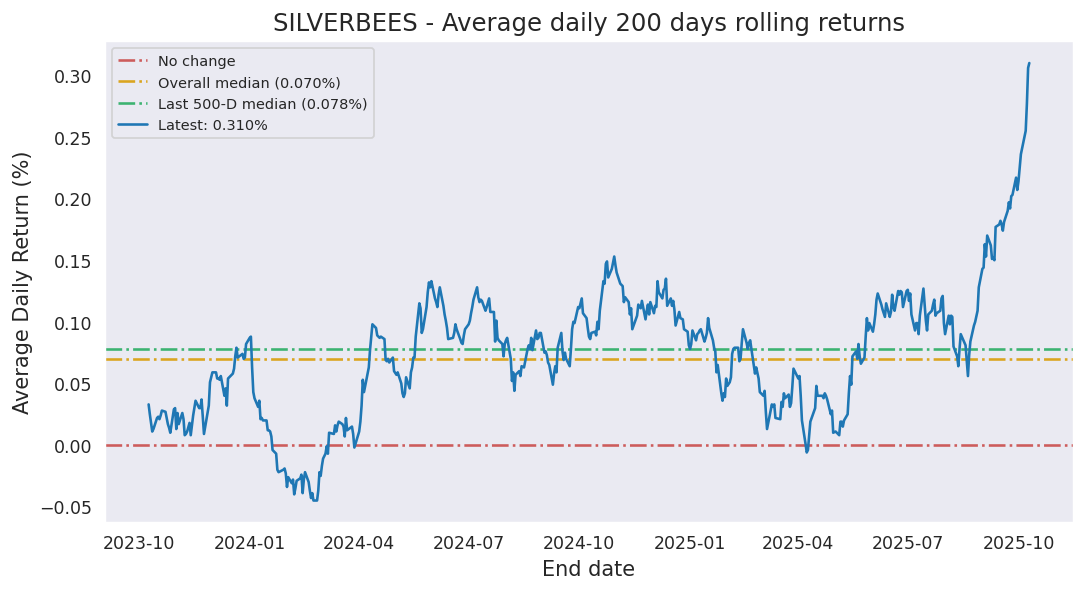 SILVERBEES - Average daily 200 days rolling returns
No change
Overall median (0.070%)
Last 500-D median (0.078%)
Latest: 0.310%
Average Daily Return (%)
0.30
0.25
0.20
0.15
0.10
0.05
0.00
−0.05
2023-10 2024-01 2024-04 2024-07 2024-10 2025-01 2025-04 2025-07 2025-10
End date